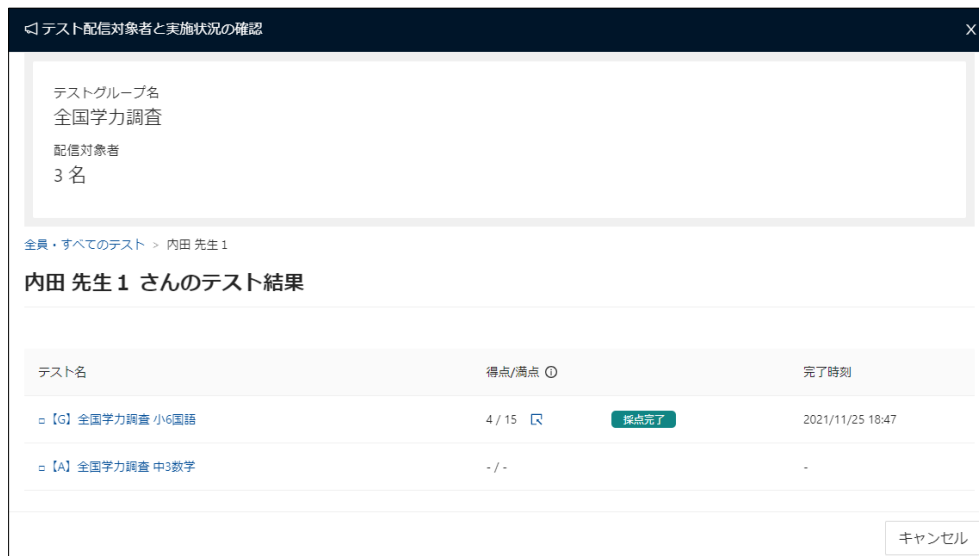 テスト配信対象者と実施状況の確認 X
テストグループ名
全国学力調査
配信対象者
3 名
全員・すべてのテスト > 内田 先生1
内田 先生1 さんのテスト結果
テスト名 得点/満点 完了時刻
【G】全国学力調査 小6国語 4 / 15 採点完了 2021/11/25 18:47
【A】全国学力調査 中3数学 - / - -
キャンセル